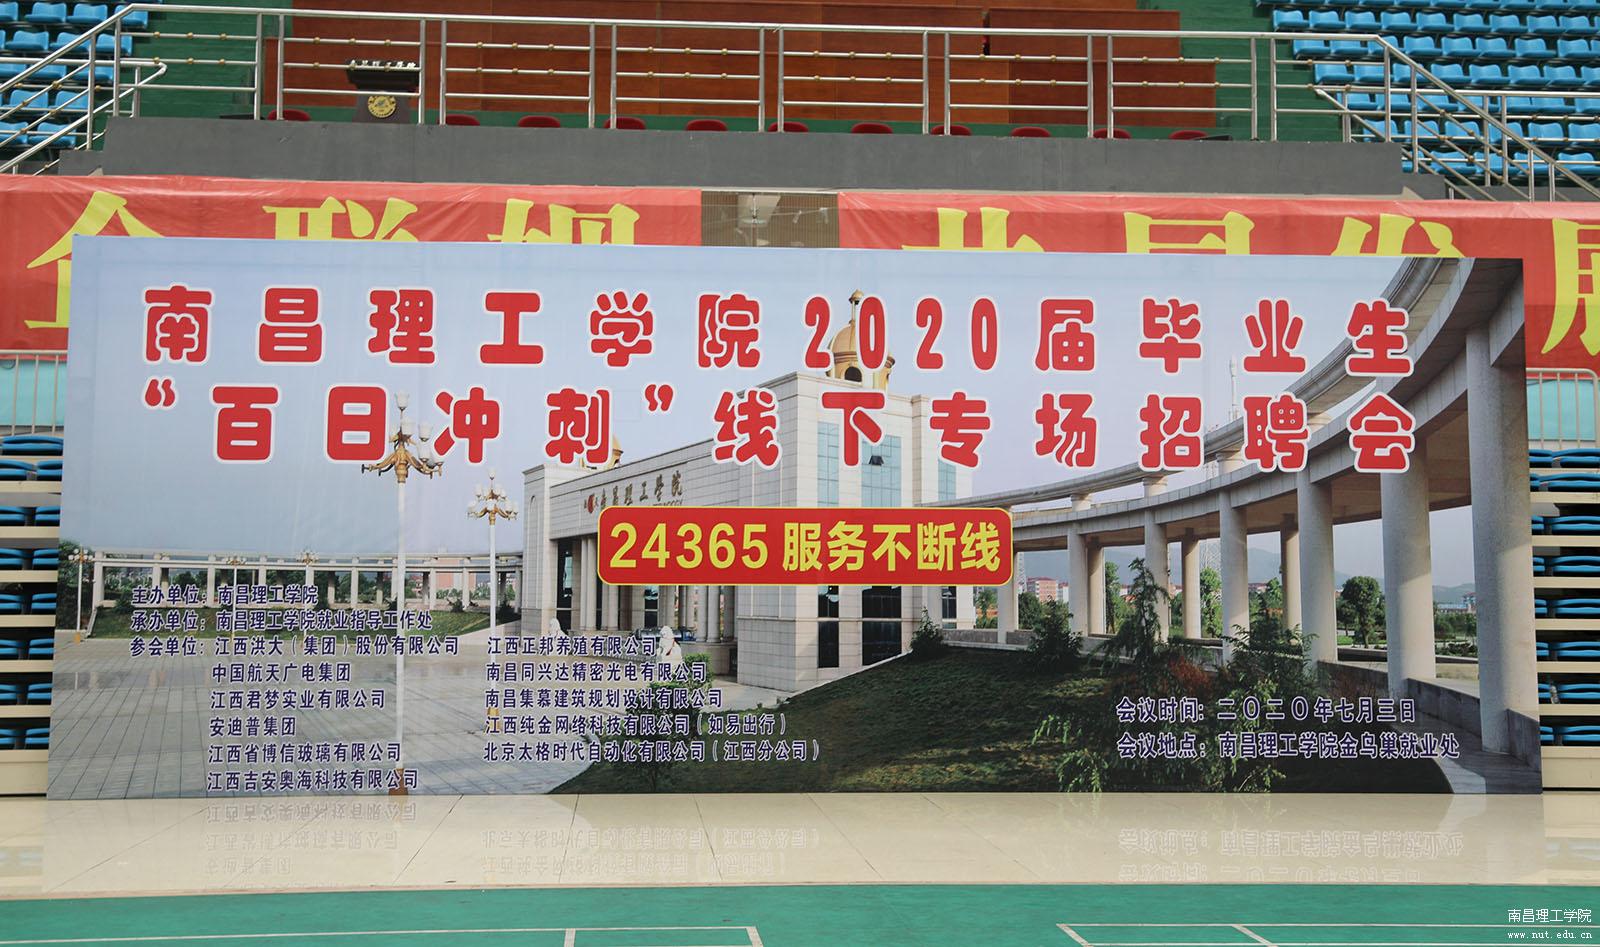 南昌理工学院
南昌理工学院2020届毕业生
“百日冲刺”线下专场招聘会
南昌理工学院
24365服务不断线
主办单位：南昌理工学院
承办单位：南昌理工学院就业指导工作处
参会单位：江西洪大（集团）股份有限公司
中国航天广电集团
江西君梦实业有限公司
安迪普集团
江西省博信玻璃有限公司
江西吉安奥海科技有限公司
江西正邦养殖有限公司
南昌同兴达精密光电有限公司
南昌集慕建筑规划设计有限公司
江西纯金网络科技有限公司（如易出行）
北京太格时代自动化有限公司（江西分公司）
会议时间：二〇二〇年七月三日
会议地点：南昌理工学院金鸟巢就业处
南昌理工学院
www.nut.edu.cn